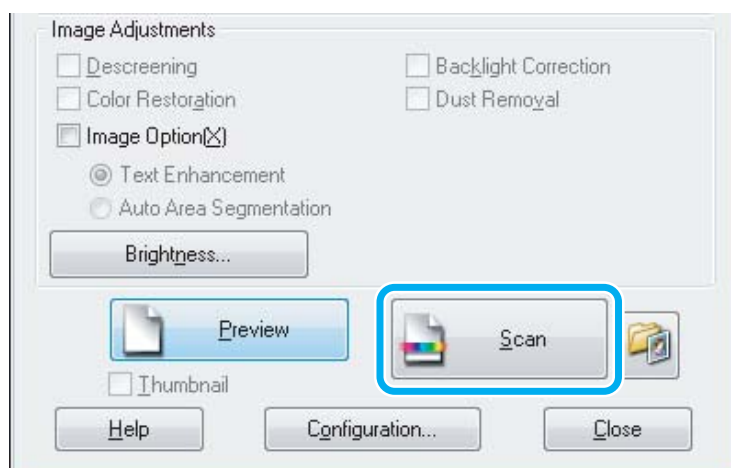 Image Adjustments
Descreening Backlight Correction
Color Restoration Dust Removal
Image Option(X)
Text Enhancement
Auto Area Segmentation
Brightness...
Preview Scan
Thumbnail
Help Configuration... Close